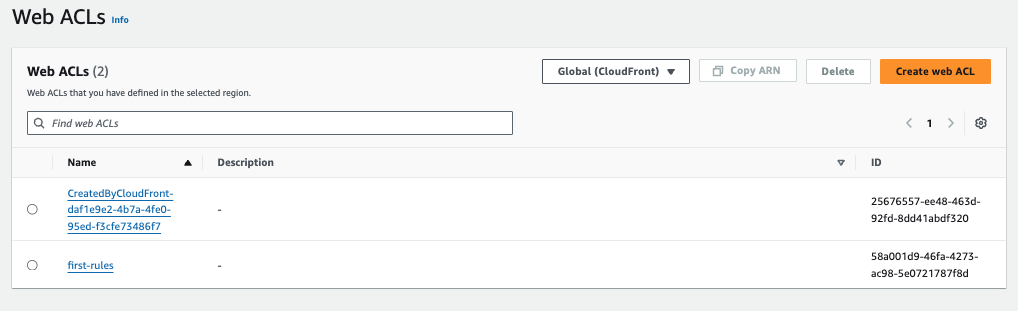 Web ACLs Info
Web ACLs (2)
Global (CloudFront)
Copy ARN
Delete
Create web ACL
Web ACLs that you have defined in the selected region.
Find web ACLs
1
Name
Description
ID
CreatedByCloudFront-
daf1e9e2-4b7a-4fe0-
95ed-f3cfe73486f7
-
25676557-ee48-463d-
92fd-8dd41abdf320
first-rules
-
58a001d9-46fa-4273-
ac98-5e0721787f8d